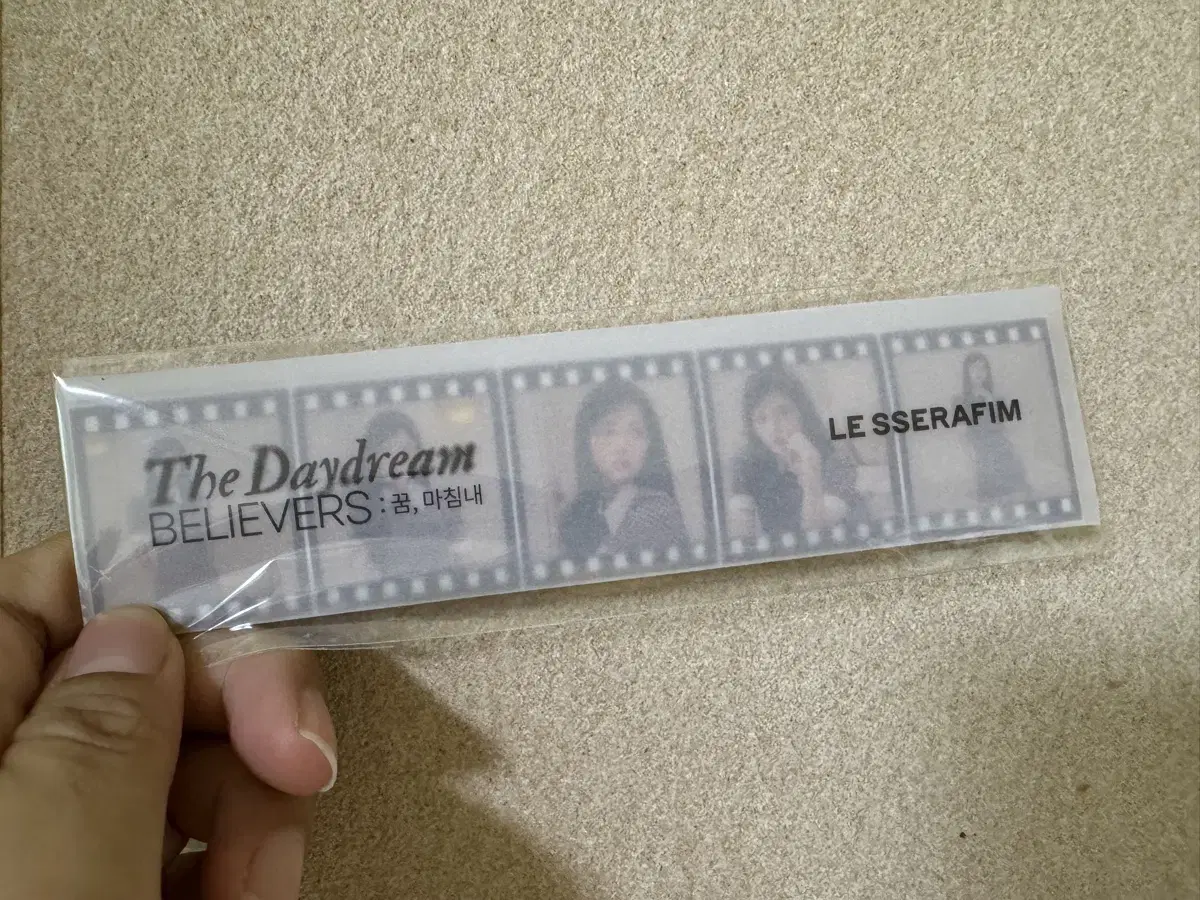 The Daydream
BELIEVERS : 꿈, 마침내
LE SSERAFIM